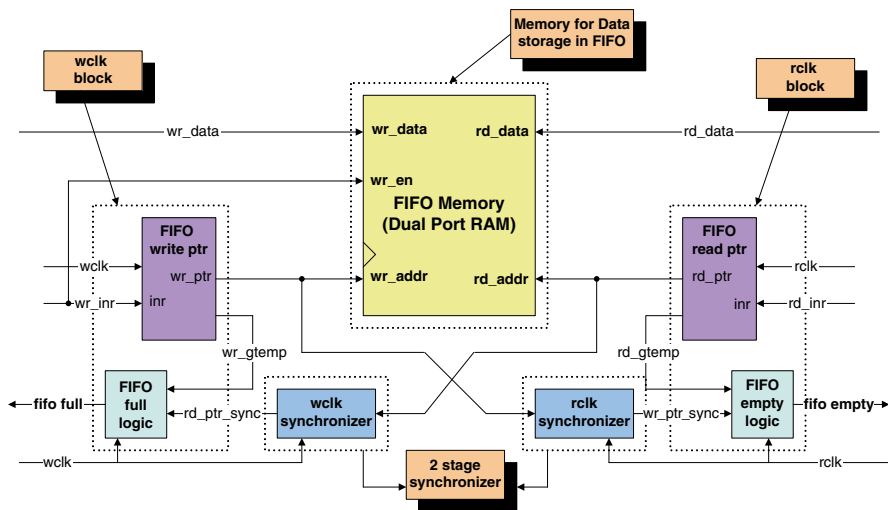 Memory for Data
storage in FIFO
wclk
block
rclk
block
wr_data
wr_data
rd_data
rd_data
wr_en
FIFO Memory
(Dual Port RAM)
FIFO
write ptr
FIFO
read ptr
wclk
wr_ptr
wr_addr
rd_addr
rd_ptr
rclk
wr_inr
inr
inr
rd_inr
wr_gtemp
rd_gtemp
fifo full
FIFO
full
logic
rd_ptr_sync
wclk
synchronizer
rclk
synchronizer
wr_ptr_sync
FIFO
empty
logic
fifo empty
wclk
2 stage
synchronizer
rclk